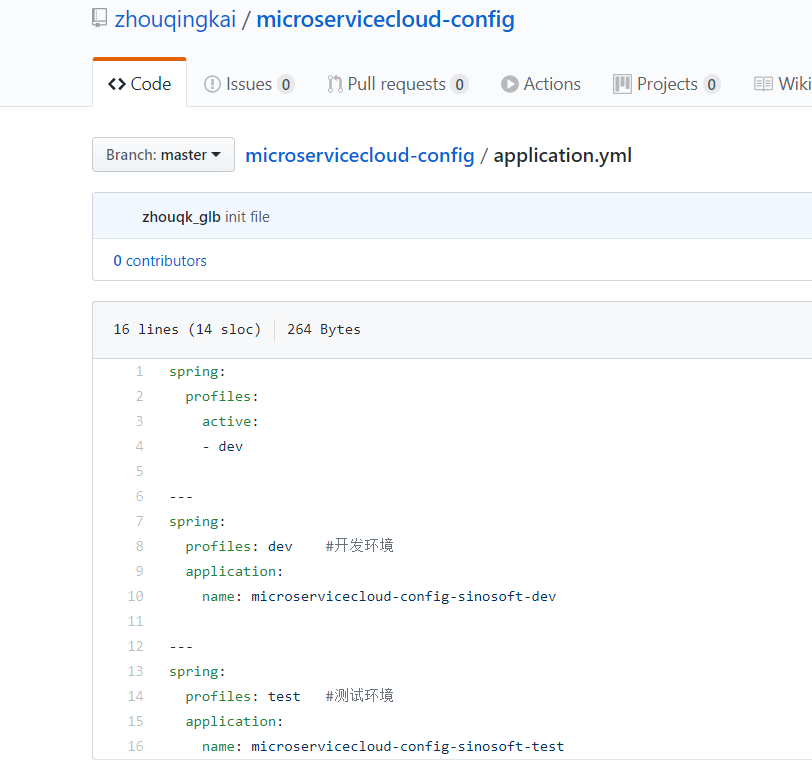 zhouqingkai / microservicecloud-config
Code Issues 0 Pull requests 0 Actions Projects 0 Wiki
Branch: master microservicecloud-config / application.yml
zhouqk_glb init file
0 contributors
16 lines (14 sloc) 264 Bytes
1 spring:
2   profiles:
3     active:
4     - dev
5
6 ---
7 spring:
8   profiles: dev    #开发环境
9   application:
10     name: microservicecloud-config-sinosoft-dev
11
12 ---
13 spring:
14   profiles: test   #测试环境
15   application:
16     name: microservicecloud-config-sinosoft-test